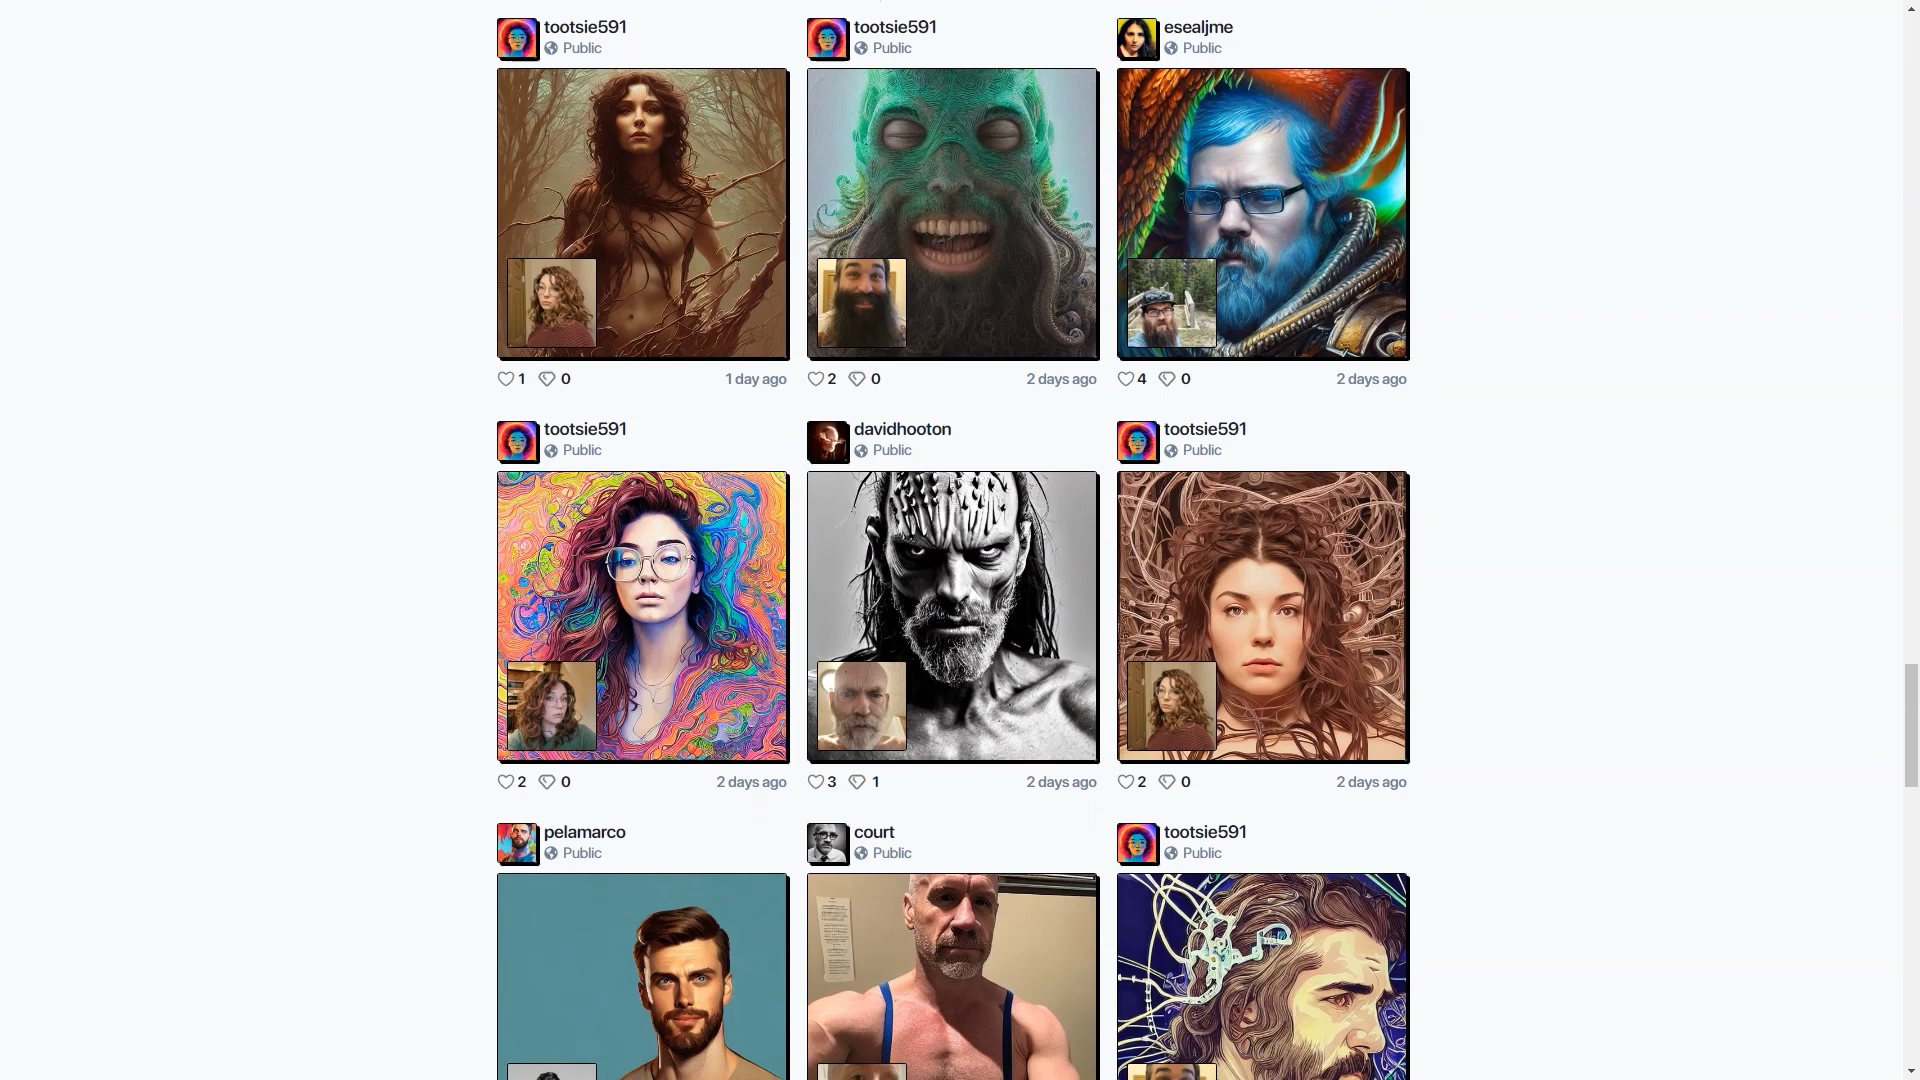 tootsie591
Public
tootsie591
Public
esealjme
Public
1
0
1 day ago
2
0
2 days ago
4
0
2 days ago
tootsie591
Public
davidhooton
Public
tootsie591
Public
2
0
2 days ago
3
1
2 days ago
2
0
2 days ago
pelamarco
Public
court
Public
tootsie591
Public